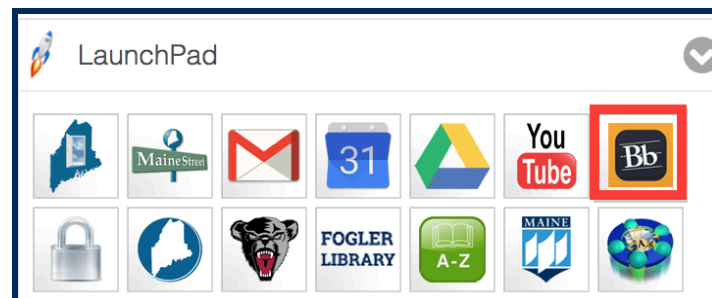 LaunchPad
MaineStreet
31
You
Tube
Bb
FOGLER
LIBRARY
A-Z
MAINE